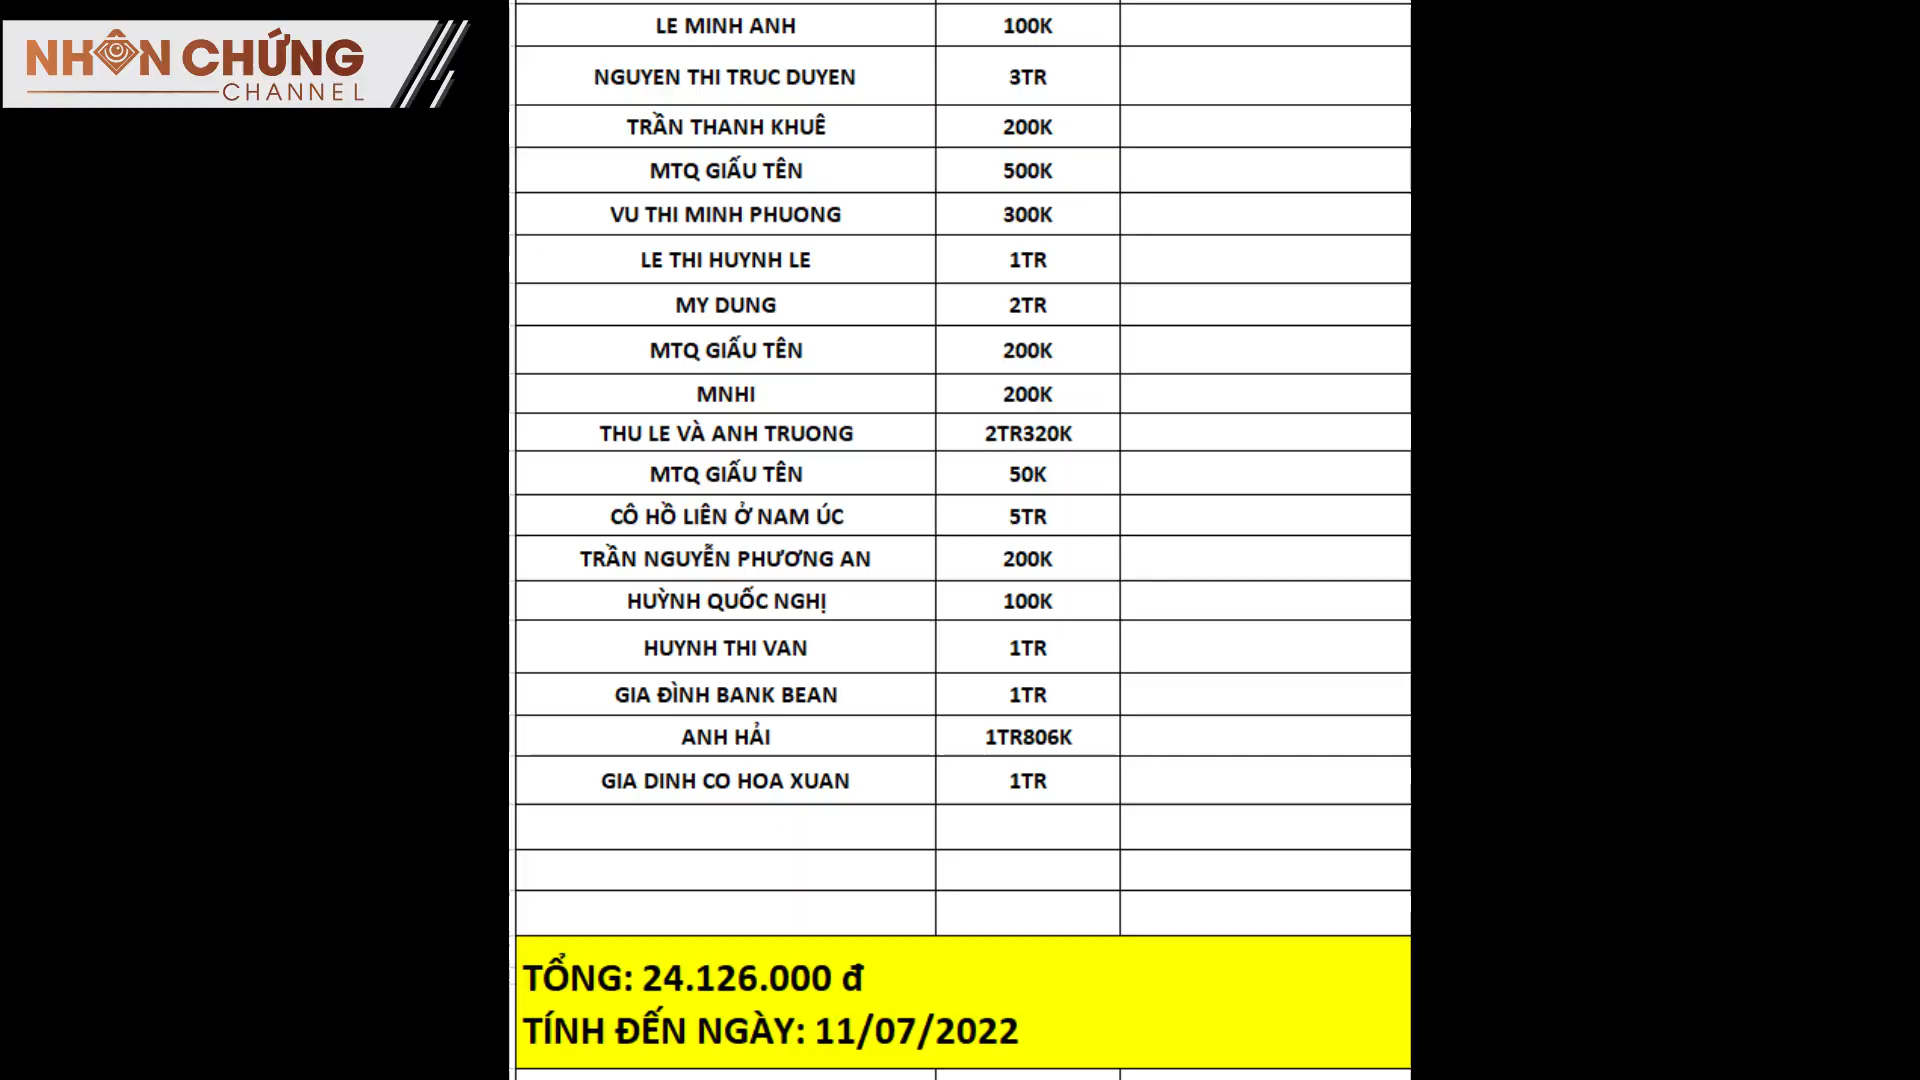 NHÂN CHỨNG
CHANNEL
LE MINH ANH 100K
NGUYEN THI TRUC DUYEN 3TR
TRẦN THANH KHUÊ 200K
MTQ GIẤU TÊN 500K
VU THI MINH PHUONG 300K
LE THI HUYNH LE 1TR
MY DUNG 2TR
MTQ GIẤU TÊN 200K
MNHI 200K
THU LE VÀ ANH TRUONG 2TR320K
MTQ GIẤU TÊN 50K
CÔ HỒ LIÊN Ở NAM ÚC 5TR
TRẦN NGUYỄN PHƯƠNG AN 200K
HUỲNH QUỐC NGHỊ 100K
HUYNH THI VAN 1TR
GIA ĐÌNH BANK BEAN 1TR
ANH HẢI 1TR806K
GIA DINH CO HOA XUAN 1TR
TỔNG: 24.126.000 đ
TÍNH ĐẾN NGÀY: 11/07/2022